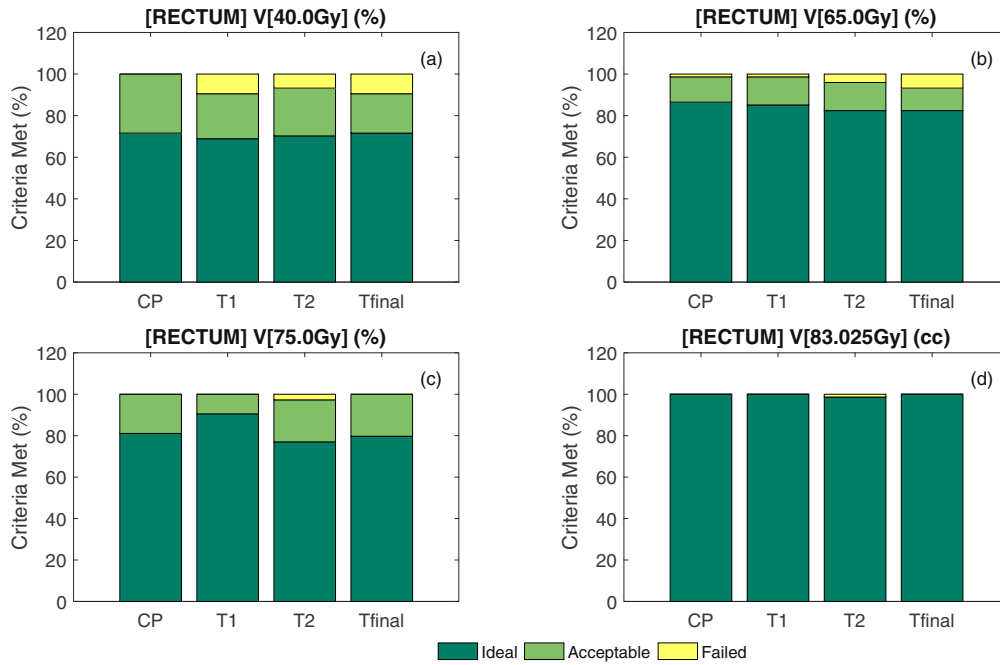 [RECTUM] V[40.0Gy] (%)
120
100
80
60
40
20
0
Criteria Met (%)
(a)
CP T1 T2 Tfinal
[RECTUM] V[65.0Gy] (%)
120
100
80
60
40
20
0
Criteria Met (%)
(b)
CP T1 T2 Tfinal
[RECTUM] V[75.0Gy] (%)
120
100
80
60
40
20
0
Criteria Met (%)
(c)
CP T1 T2 Tfinal
[RECTUM] V[83.025Gy] (cc)
120
100
80
60
40
20
0
Criteria Met (%)
(d)
CP T1 T2 Tfinal
Ideal Acceptable Failed